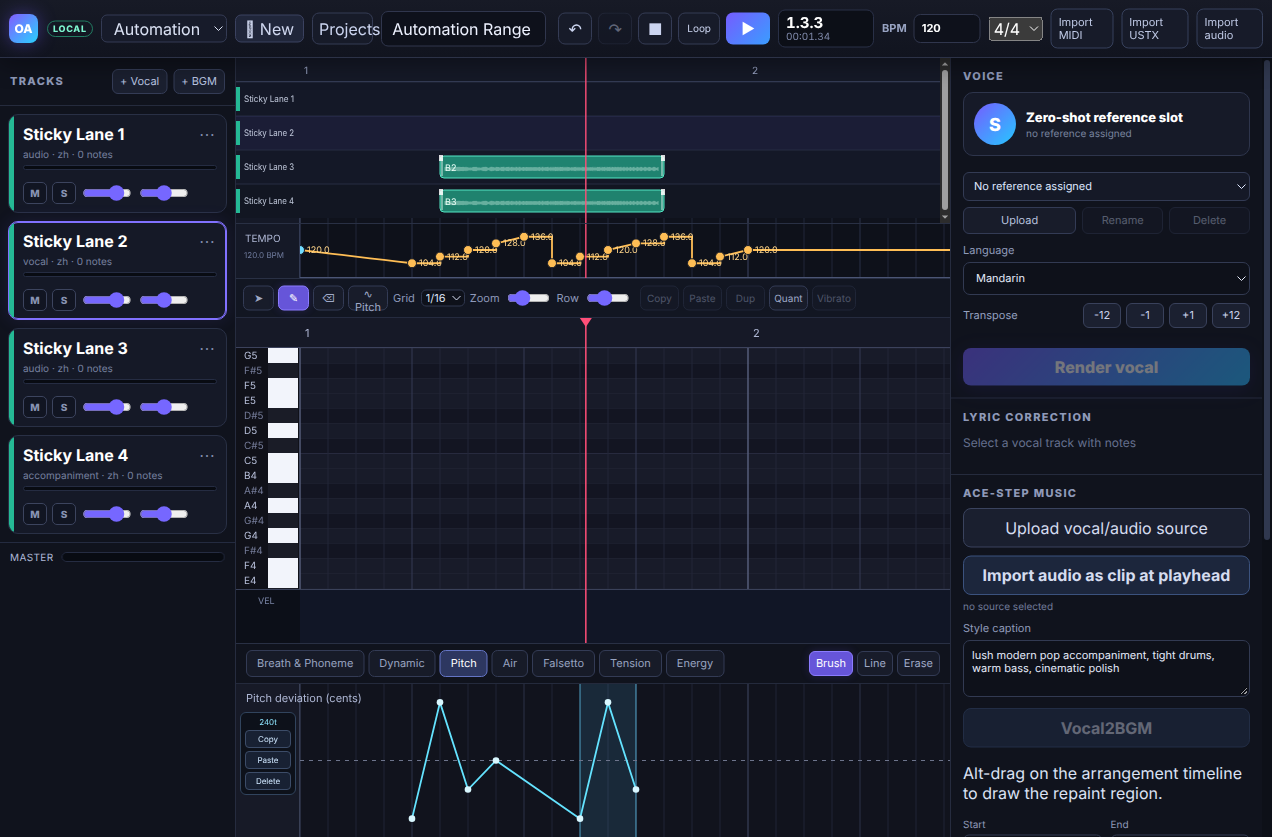 OA LOCAL Automation New Projects Automation Range Loop 1.3.3 00:01.34 BPM 120 4/4 Import MIDI Import USTX Import audio
TRACKS + Vocal + BGM
Sticky Lane 1 ...
audio · zh · 0 notes
M S
Sticky Lane 2 ...
vocal · zh · 0 notes
M S
Sticky Lane 3 ...
audio · zh · 0 notes
M S
Sticky Lane 4 ...
accompaniment · zh · 0 notes
M S
MASTER
1 2
Sticky Lane 1
Sticky Lane 2
Sticky Lane 3 B2
Sticky Lane 4 B3
TEMPO
120.0 BPM
120.0 104.0 112.0 120.0 128.0 136.0 104.0 112.0 120.0 128.0 136.0 104.0 112.0 120.0
Pitch Grid 1/16 Zoom Row Copy Paste Dup Quant Vibrato
1 2
G5
F#5
F5
E5
D#5
D5
C#5
C5
B4
A#4
A4
G#4
G4
F#4
F4
E4
VEL
Breath & Phoneme Dynamic Pitch Air Falsetto Tension Energy Brush Line Erase
Pitch deviation (cents)
240t
Copy
Paste
Delete
VOICE
S Zero-shot reference slot
no reference assigned
No reference assigned
Upload Rename Delete
Language
Mandarin
Transpose -12 -1 +1 +12
Render vocal
LYRIC CORRECTION
Select a vocal track with notes
ACE-STEP MUSIC
Upload vocal/audio source
Import audio as clip at playhead
no source selected
Style caption
lush modern pop accompaniment, tight drums,
warm bass, cinematic polish
Vocal2BGM
Alt-drag on the arrangement timeline
to draw the repaint region.
Start End